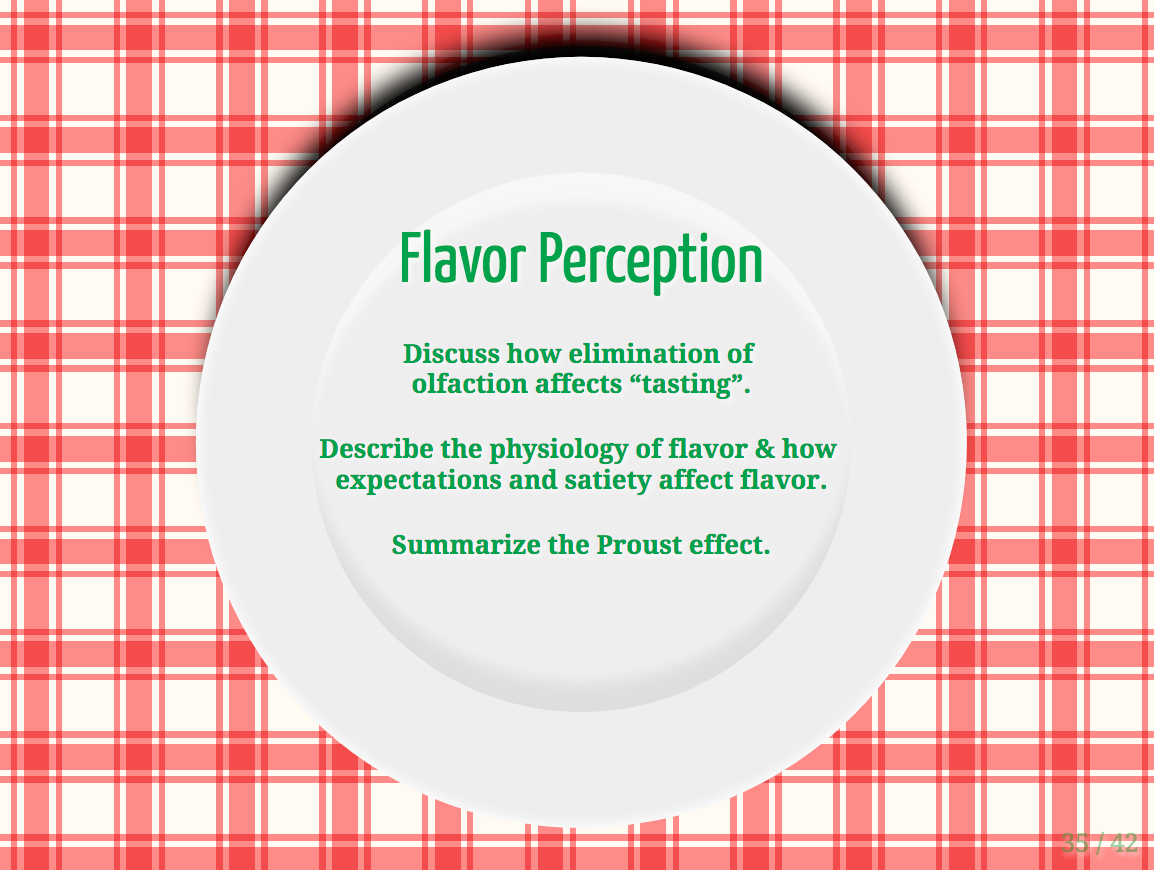 Flavor Perception
Discuss how elimination of
olfaction affects “tasting”.
Describe the physiology of flavor & how
expectations and satiety affect flavor.
Summarize the Proust effect.
35 / 42